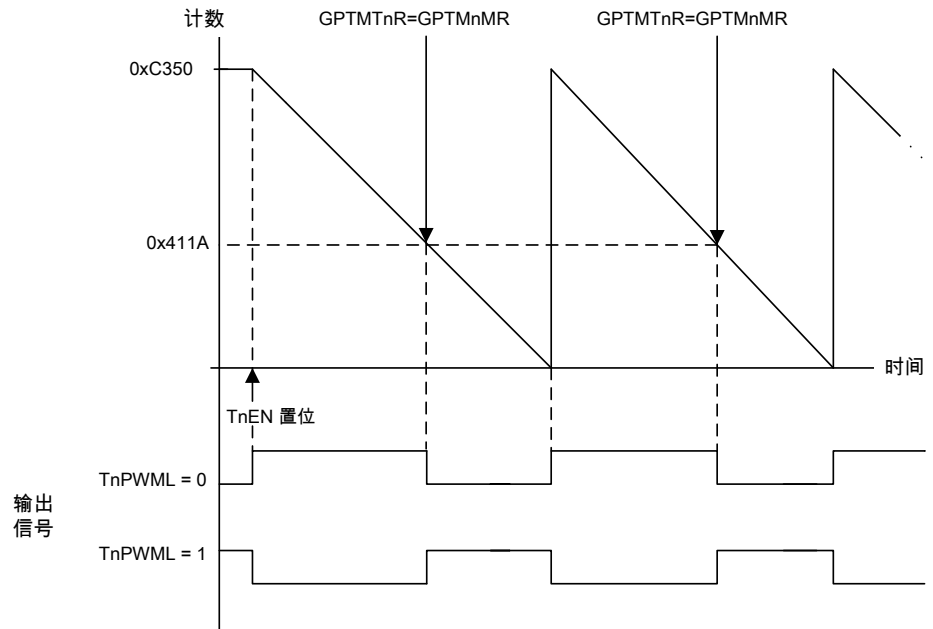 计数
GPTMTnR=GPTMnMR
GPTMTnR=GPTMnMR
0xC350
0x411A
时间
TnEN 置位
TnPWML = 0
输出
信号
TnPWML = 1